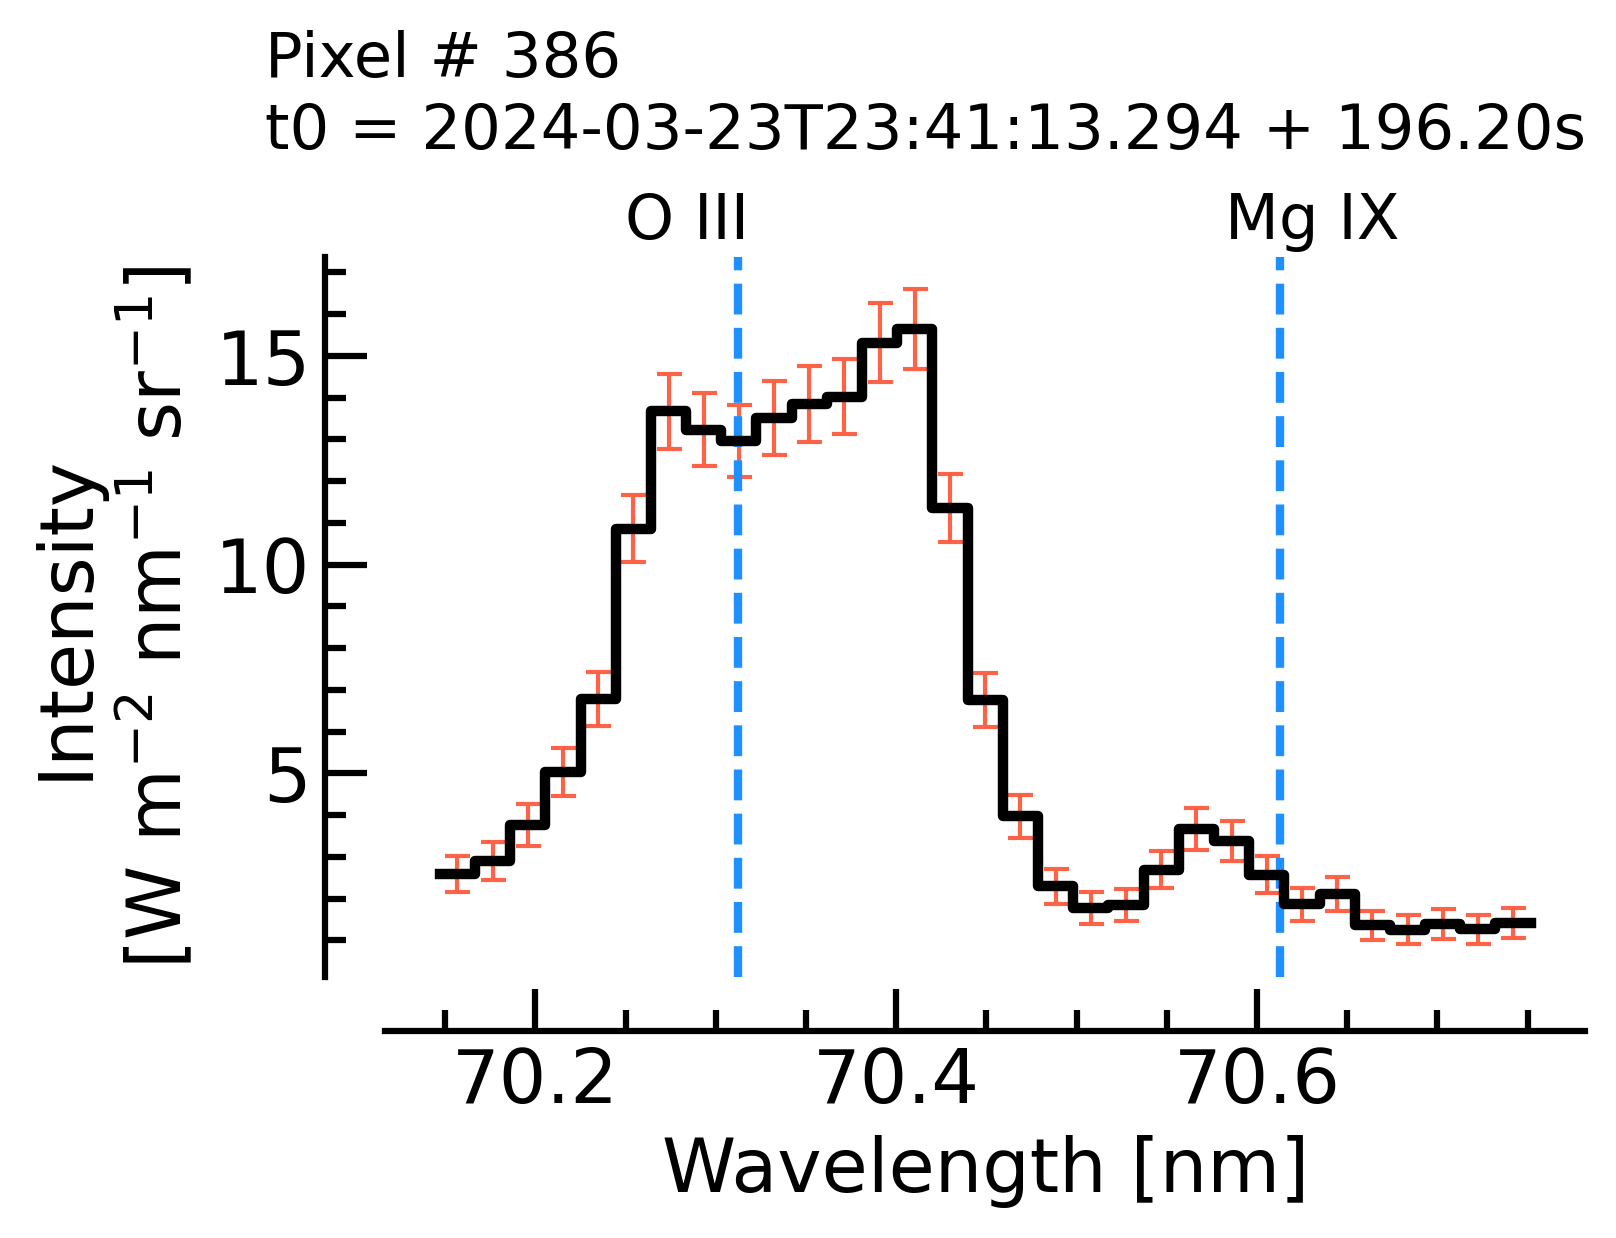 Pixel # 386
t0 = 2024-03-23T23:41:13.294 + 196.20s
O III
Mg IX
Intensity
[W m⁻² nm⁻¹ sr⁻¹]
15
10
5
70.2
70.4
70.6
Wavelength [nm]